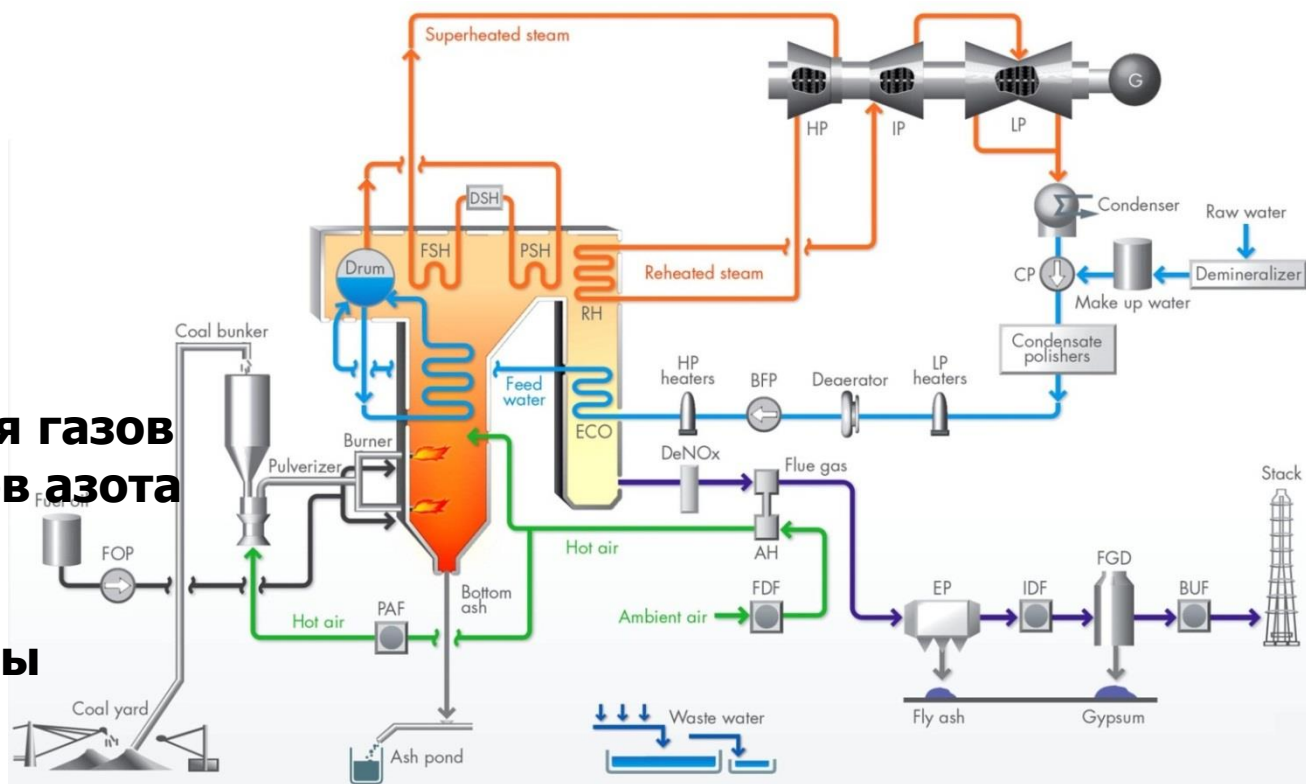 Superheated steam
G
HP
IP
LP
DSH
Condenser
Raw water
FSH
PSH
Drum
Reheated steam
CP
Demineralizer
Make up water
RH
Coal bunker
Condensate
polishers
HP
heaters
BFP
Deaerator
LP
heaters
Feed
water
я газов
ECO
Burner
DeNOx
Pulverizer
Flue gas
Stack
в азота
FOP
Hot air
AH
FGD
Bottom
ash
FDF
EP
IDF
BUF
PAF
Hot air
Ambient air
ы
Coal yard
Waste water
Fly ash
Gypsum
Ash pond